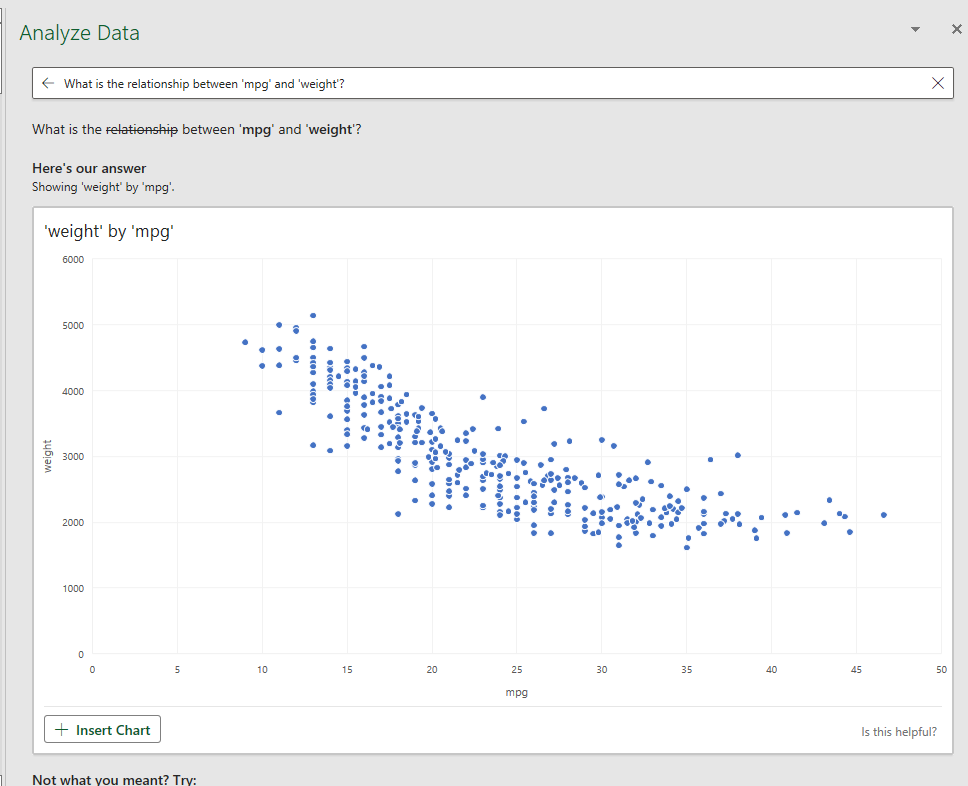 Analyze Data
What is the relationship between 'mpg' and 'weight'?
What is the relationship between 'mpg' and 'weight'?
Here's our answer
Showing 'weight' by 'mpg'.
'weight' by 'mpg'
6000
5000
4000
3000
2000
1000
0
weight
0 5 10 15 20 25 30 35 40 45 50
mpg
Insert Chart
Is this helpful?
Not what you meant? Try: